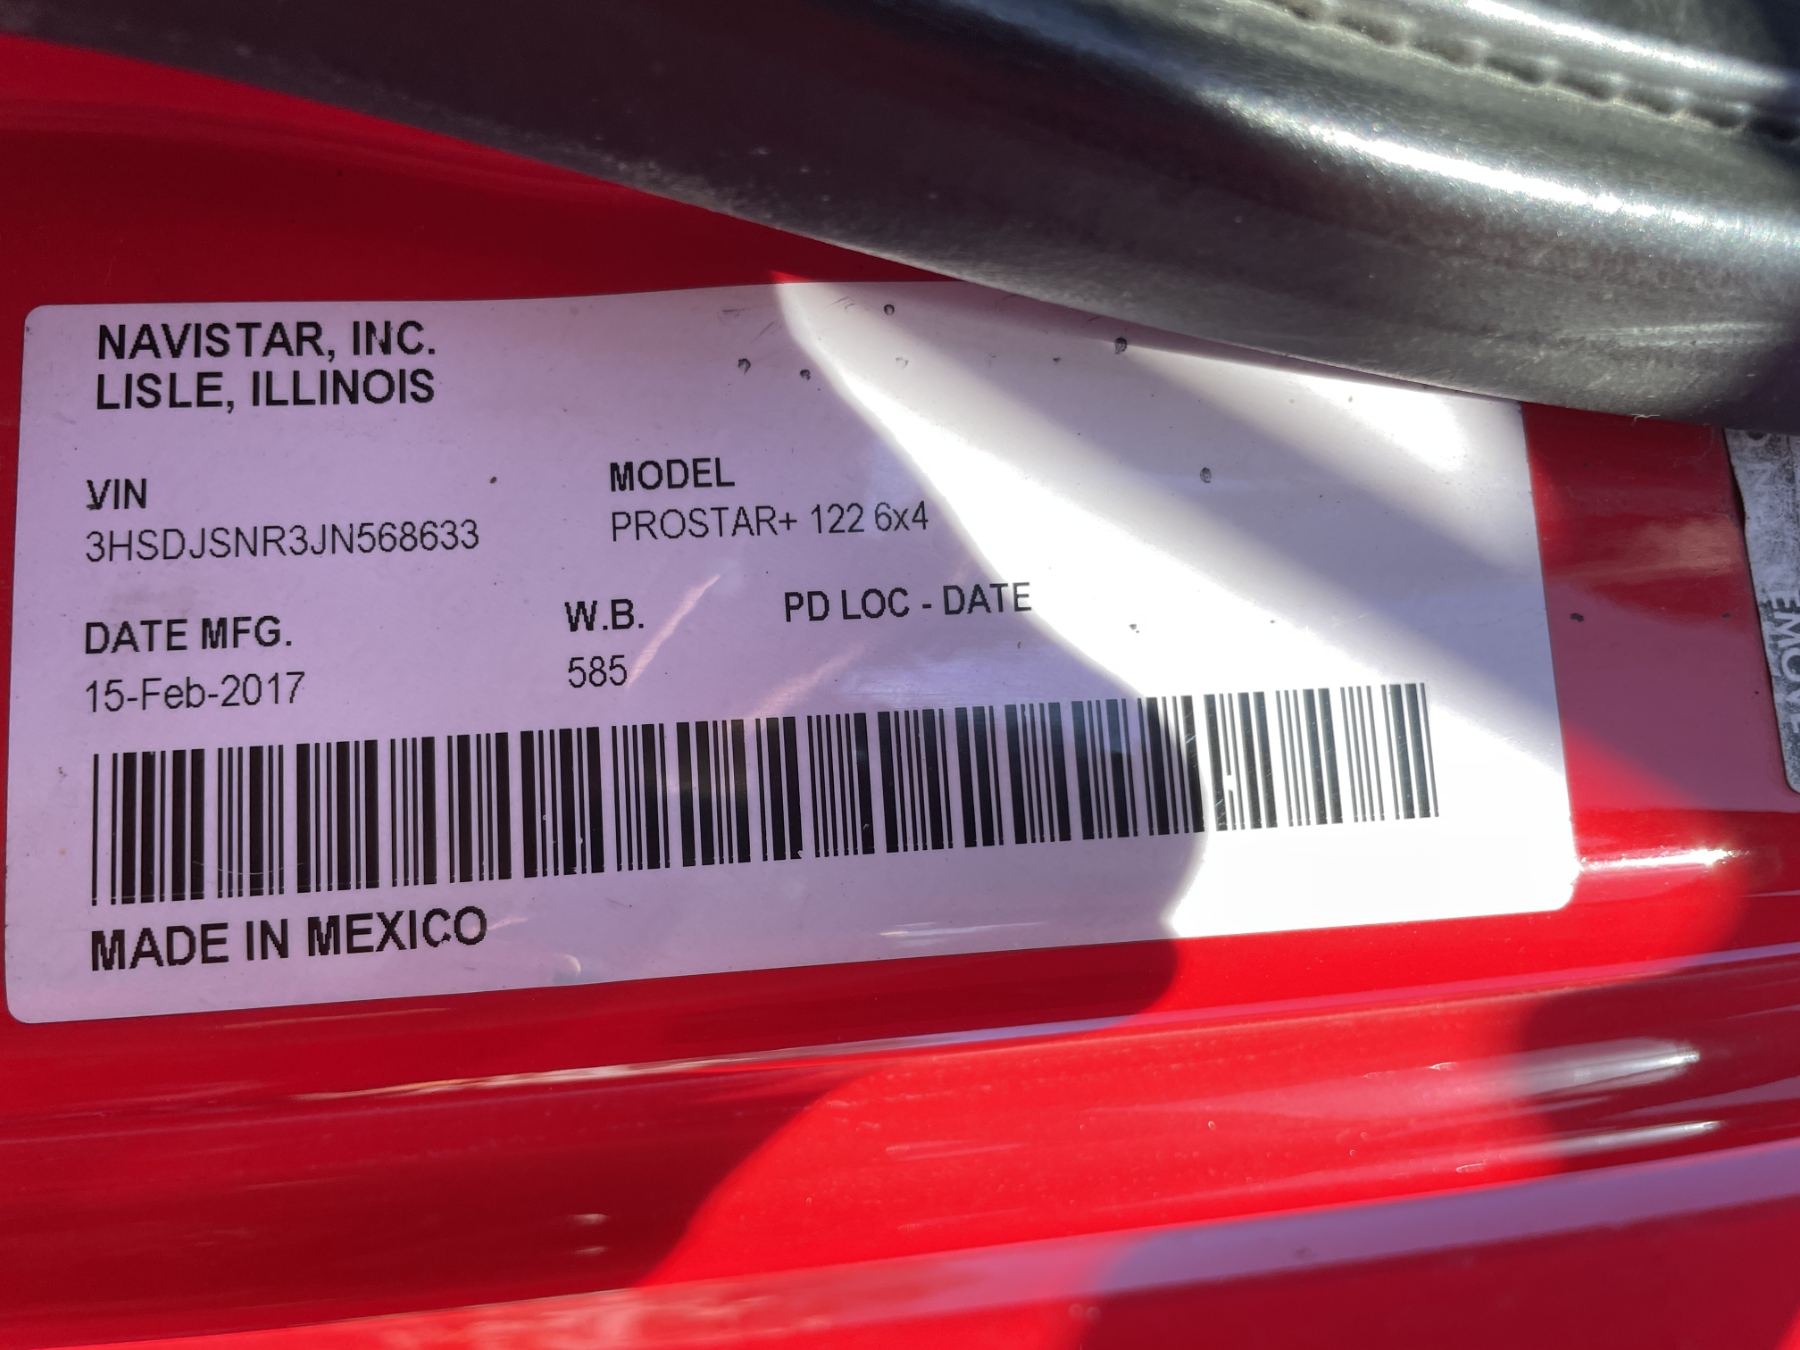 NAVISTAR, INC.
LISLE, ILLINOIS
VIN
3HSDJSNR3JN568633
MODEL
PROSTAR+ 122 6x4
DATE MFG.
15-Feb-2017
W.B.
585
PD LOC - DATE
MADE IN MEXICO
EMOVE